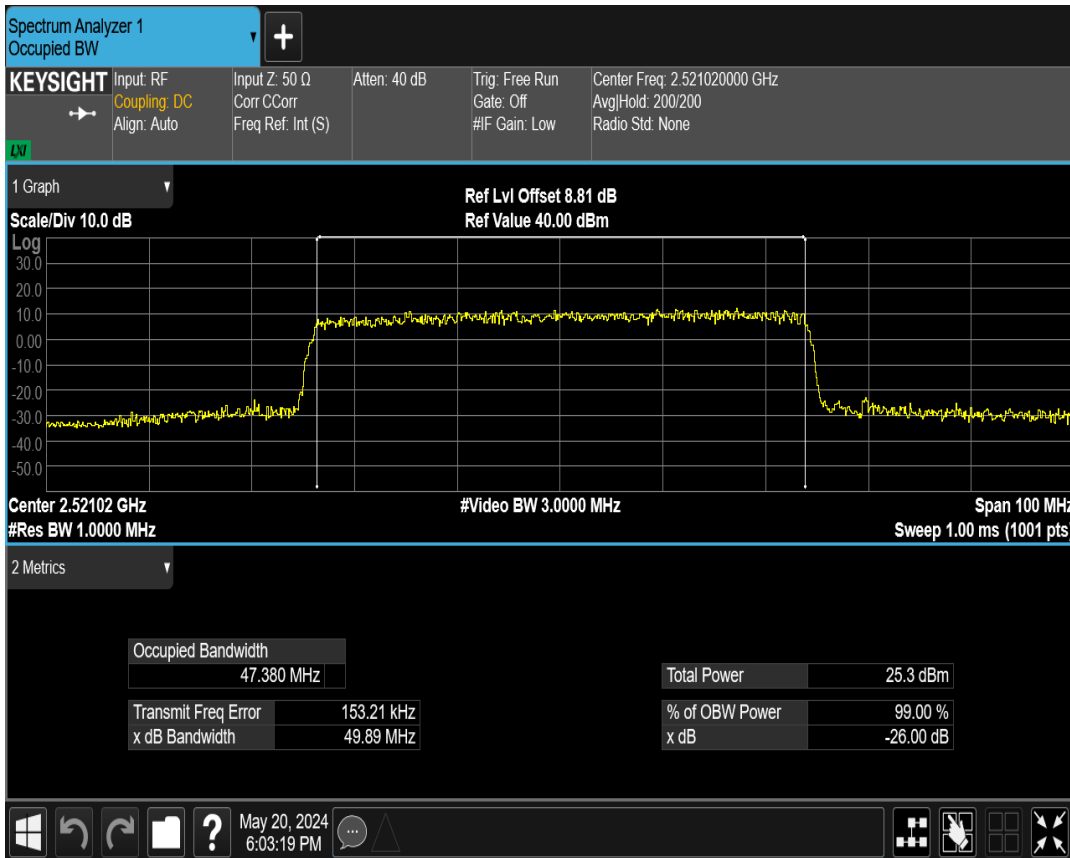 Spectrum Analyzer 1
Occupied BW
+
KEYSIGHT
LXI
Input: RF
Coupling: DC
Align: Auto
Input Z: 50 Ω
Corr CCorr
Freq Ref: Int (S)
Atten: 40 dB
Trig: Free Run
Gate: Off
#IF Gain: Low
Center Freq: 2.521020000 GHz
Avg|Hold: 200/200
Radio Std: None
1 Graph
Scale/Div 10.0 dB
Ref Lvl Offset 8.81 dB
Ref Value 40.00 dBm
Log
30.0
20.0
10.0
0.00
-10.0
-20.0
-30.0
-40.0
-50.0
Center 2.52102 GHz
#Video BW 3.0000 MHz
Span 100 MHz
#Res BW 1.0000 MHz
Sweep 1.00 ms (1001 pts)
2 Metrics
Occupied Bandwidth
47.380 MHz
Transmit Freq Error 153.21 kHz
x dB Bandwidth 49.89 MHz
Total Power 25.3 dBm
% of OBW Power 99.00 %
x dB -26.00 dB
?
May 20, 2024
6:03:19 PM